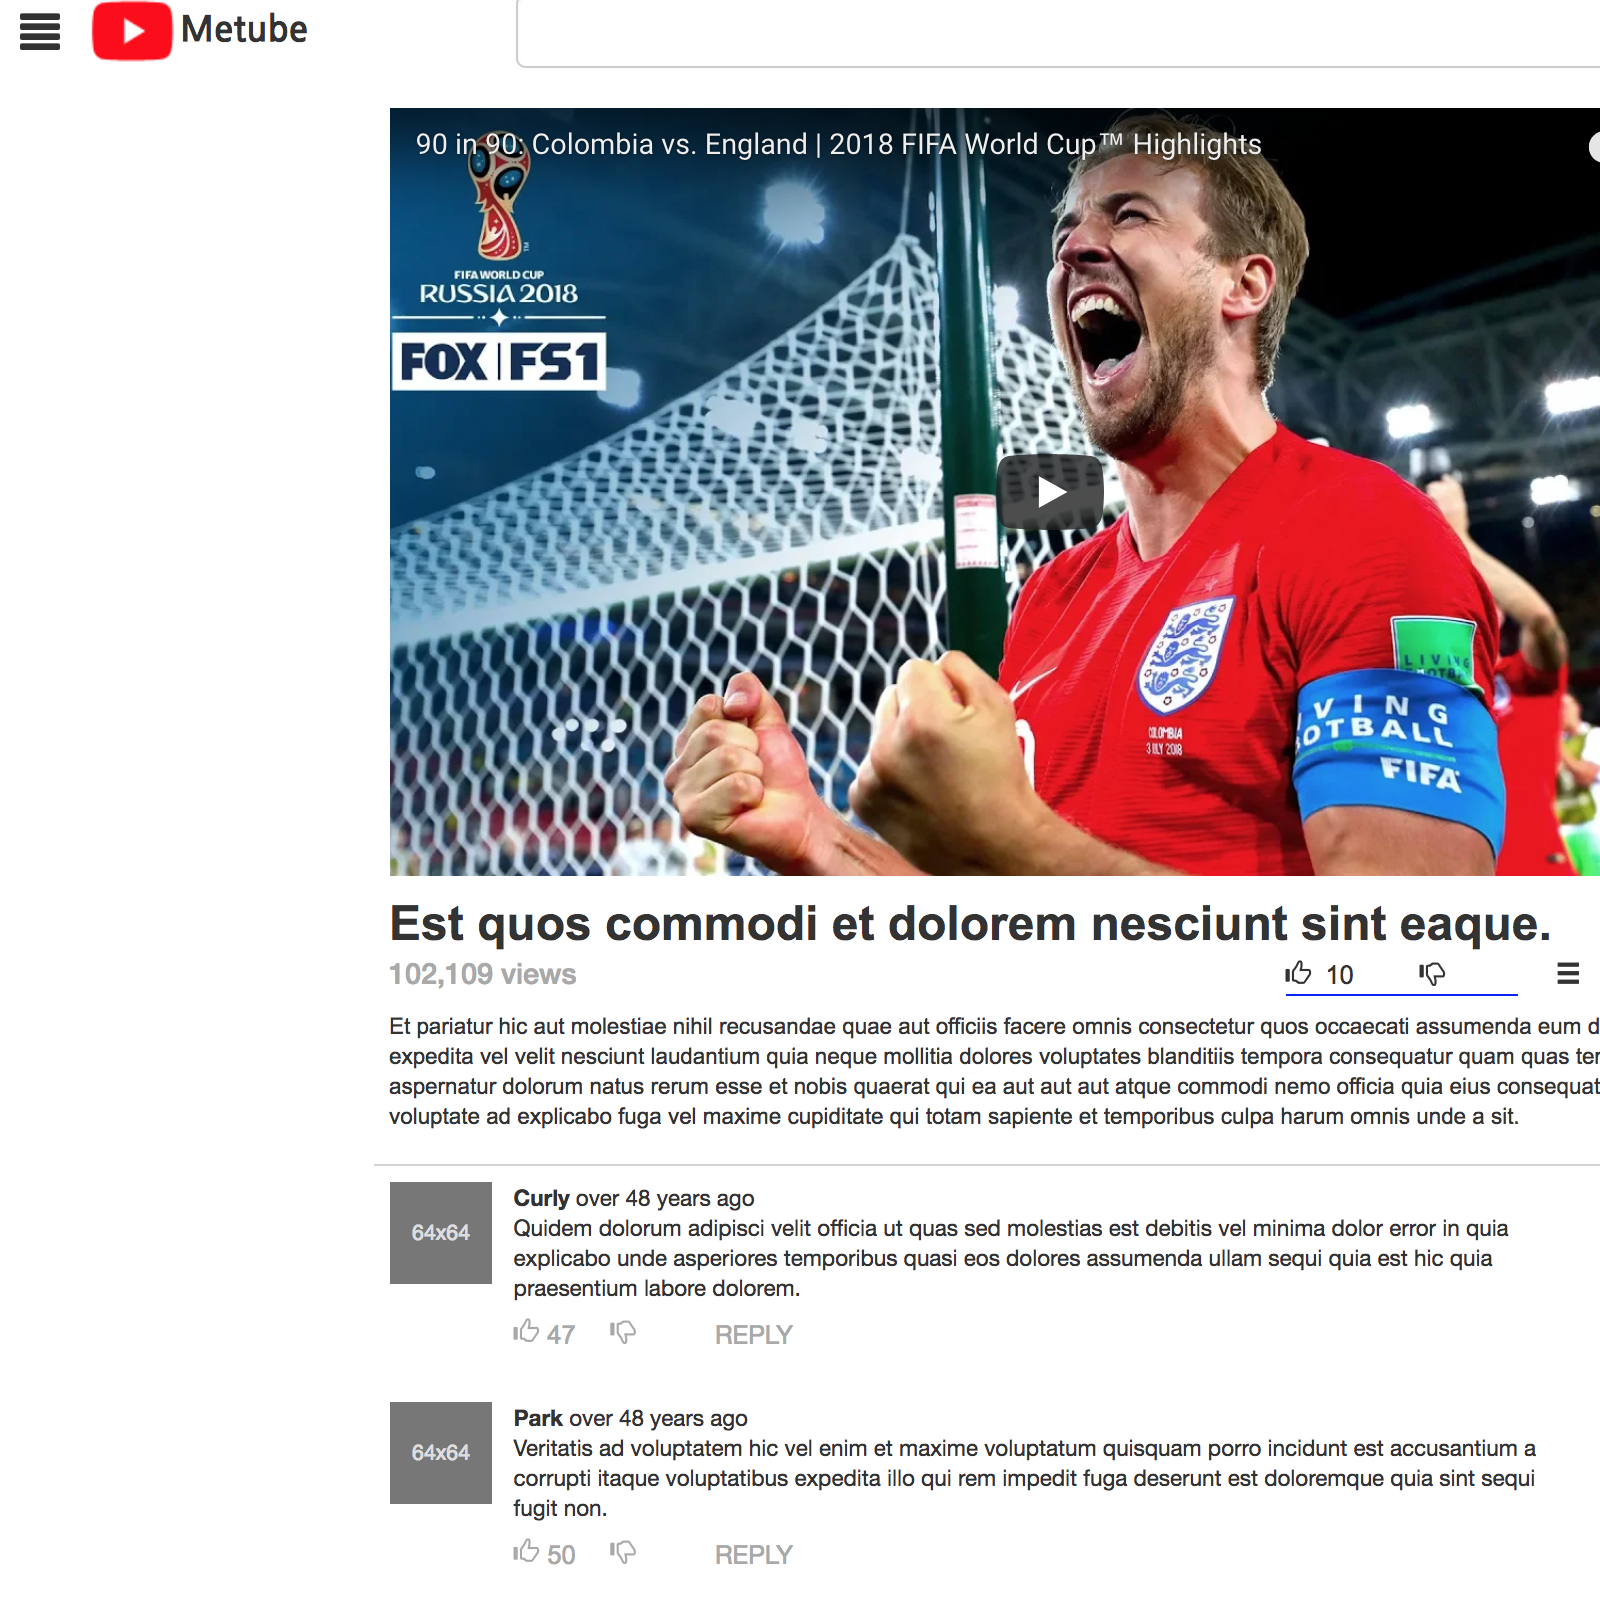 Metube
90 in 90: Colombia vs. England | 2018 FIFA World Cup™ Highlights
FIFA WORLD CUP
RUSSIA 2018
FOX | FS1
LIVING
VING
OTBALL
FIFA
COLOMBIA
3 JULY 2018
Est quos commodi et dolorem nesciunt sint eaque.
102,109 views
10
Et pariatur hic aut molestiae nihil recusandae quae aut officiis facere omnis consectetur quos occaecati assumenda eum d
expedita vel velit nesciunt laudantium quia neque mollitia dolores voluptates blanditiis tempora consequatur quam quas ter
aspernatur dolorum natus rerum esse et nobis quaerat qui ea aut aut aut atque commodi nemo officia quia eius consequat
voluptate ad explicabo fuga vel maxime cupiditate qui totam sapiente et temporibus culpa harum omnis unde a sit.
64x64
Curly over 48 years ago
Quidem dolorum adipisci velit officia ut quas sed molestias est debitis vel minima dolor error in quia
explicabo unde asperiores temporibus quasi eos dolores assumenda ullam sequi quia est hic quia
praesentium labore dolorem.
47 REPLY
64x64
Park over 48 years ago
Veritatis ad voluptatem hic vel enim et maxime voluptatum quisquam porro incidunt est accusantium a
corrupti itaque voluptatibus expedita illo qui rem impedit fuga deserunt est doloremque quia sint sequi
fugit non.
50 REPLY